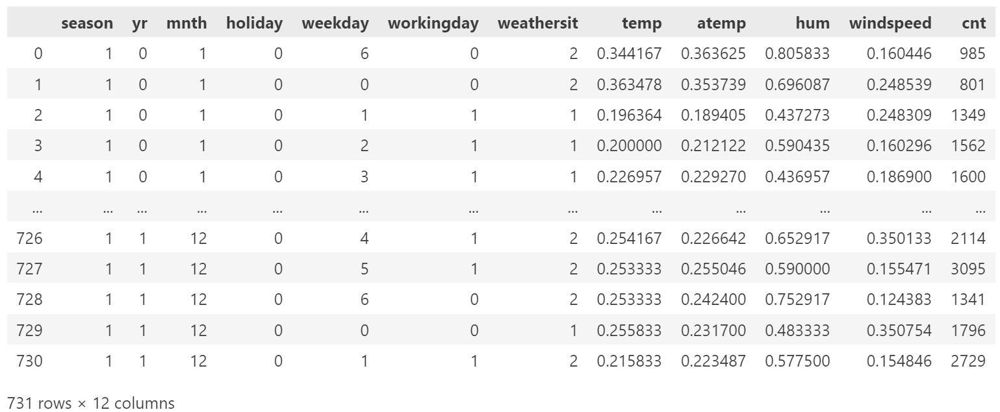 season yr mnth holiday weekday workingday weathersit temp atemp hum windspeed cnt
0 1 0 1 0 6 0 2 0.344167 0.363625 0.805833 0.160446 985
1 1 0 1 0 0 0 2 0.363478 0.353739 0.696087 0.248539 801
2 1 0 1 0 1 1 1 0.196364 0.189405 0.437273 0.248309 1349
3 1 0 1 0 2 1 1 0.200000 0.212122 0.590435 0.160296 1562
4 1 0 1 0 3 1 1 0.226957 0.229270 0.436957 0.186900 1600
... ... ... ... ... ... ... ... ... ... ... ... ...
726 1 1 12 0 4 1 2 0.254167 0.226642 0.652917 0.350133 2114
727 1 1 12 0 5 1 2 0.253333 0.255046 0.590000 0.155471 3095
728 1 1 12 0 6 0 2 0.253333 0.242400 0.752917 0.124383 1341
729 1 1 12 0 0 0 1 0.255833 0.231700 0.483333 0.350754 1796
730 1 1 12 0 1 1 2 0.215833 0.223487 0.577500 0.154846 2729
731 rows × 12 columns